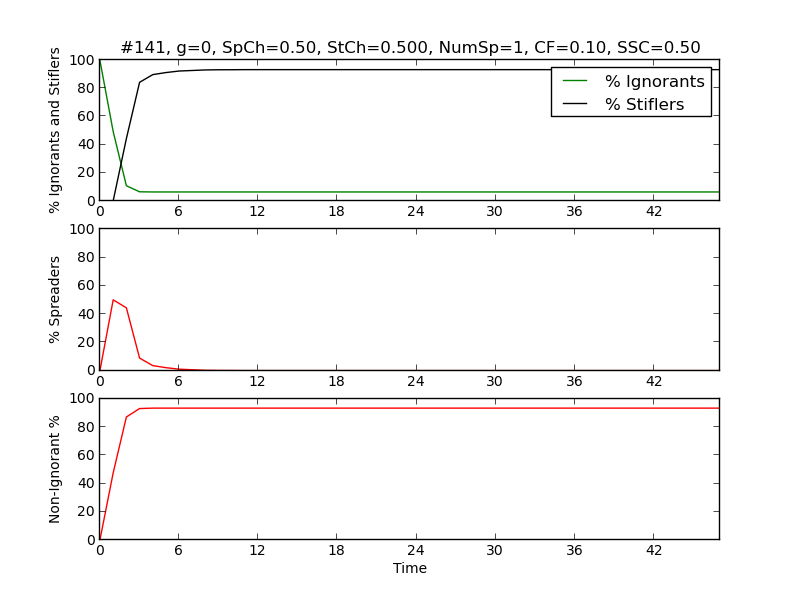 #141, g=0, SpCh=0.50, StCh=0.500, NumSp=1, CF=0.10, SSC=0.50
% Ignorants and Stiflers
100
80
60
40
20
0
% Ignorants
% Stiflers
0 6 12 18 24 30 36 42
% Spreaders
100
80
60
40
20
0
0 6 12 18 24 30 36 42
Non-Ignorant %
100
80
60
40
20
0
0 6 12 18 24 30 36 42
Time